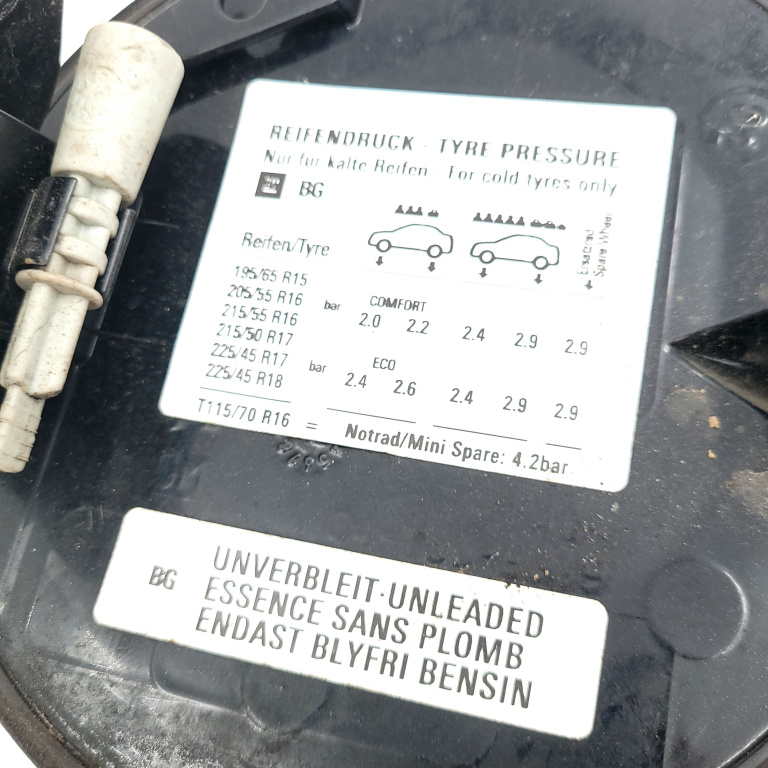 REIFENDRUCK · TYRE PRESSURE
Nur für kalte Reifen For cold tyres only
GM BG
Reifen/Tyre
Spare Wheel
195/65 R15
205/55 R16
215/55 R16
215/50 R17
225/45 R17
225/45 R18
bar COMFORT
2.0 2.2 2.4 2.9 2.9
bar ECO
2.4 2.6 2.4 2.9 2.9
T115/70 R16 = Notrad/Mini Spare: 4.2bar
BG
UNVERBLEIT·UNLEADED
ESSENCE SANS PLOMB
ENDAST BLYFRI BENSIN